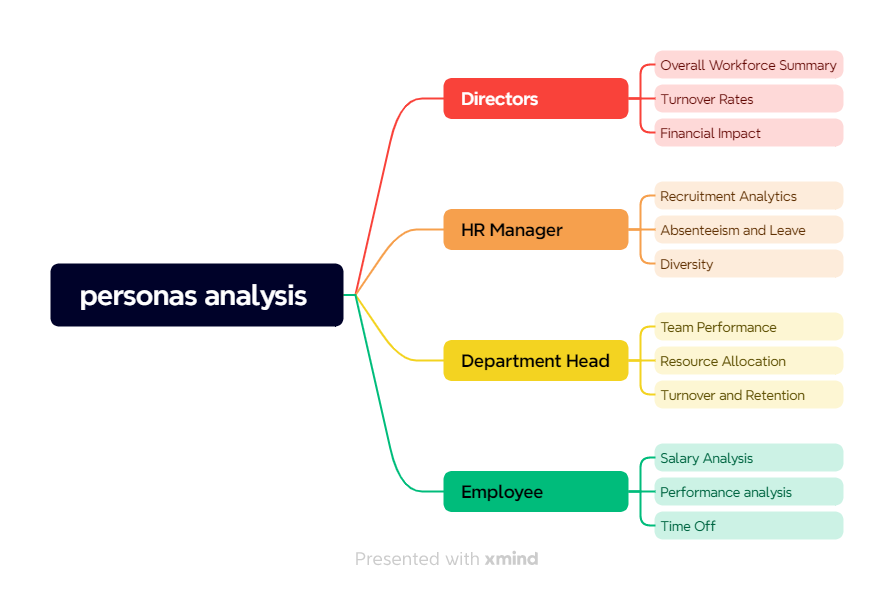 personas analysis
Directors
Overall Workforce Summary
Turnover Rates
Financial Impact
HR Manager
Recruitment Analytics
Absenteeism and Leave
Diversity
Department Head
Team Performance
Resource Allocation
Turnover and Retention
Employee
Salary Analysis
Performance analysis
Time Off
Presented with xmind